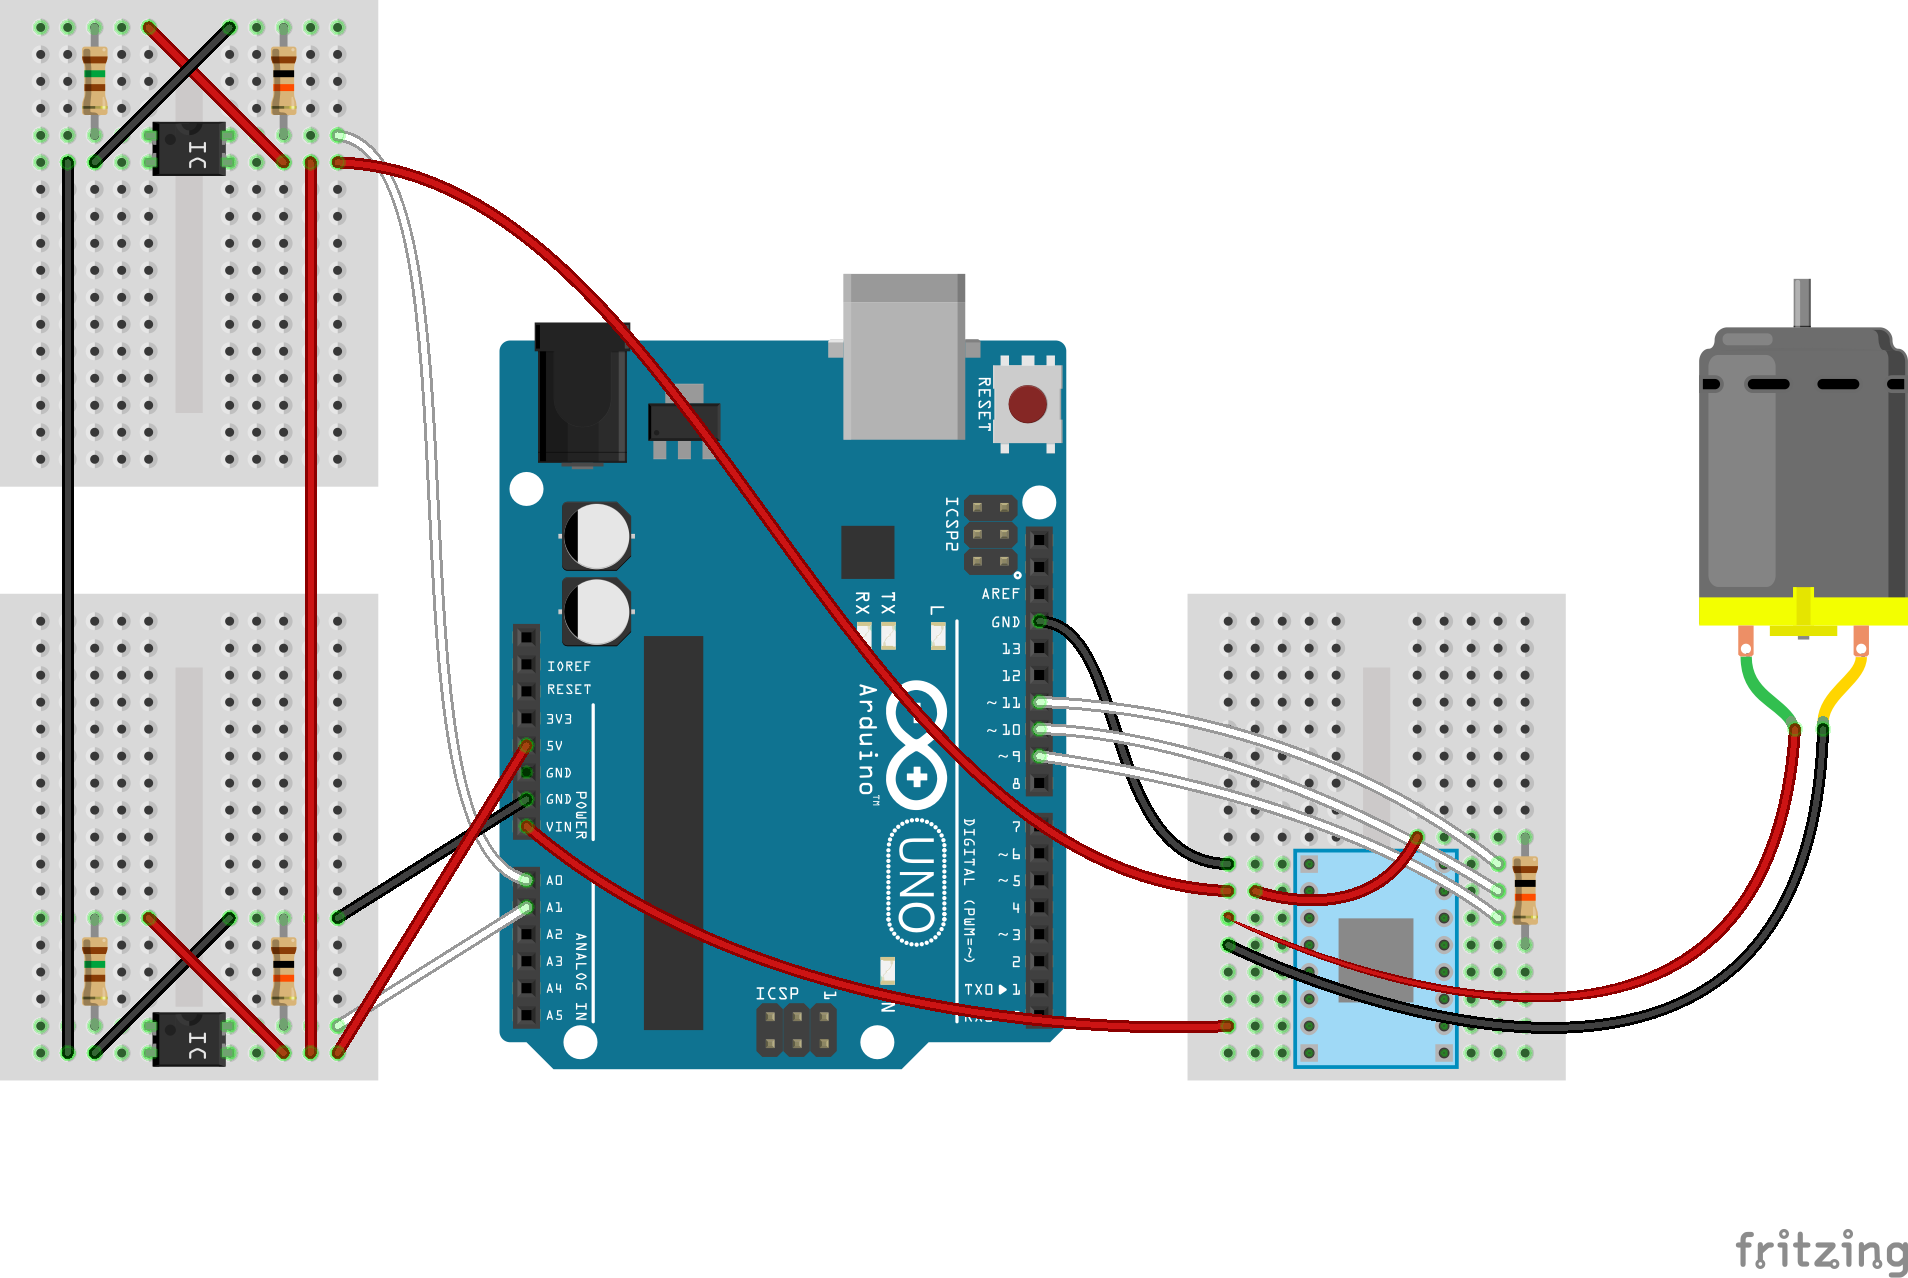 IC
RESET
ICSP2
AREF
GND
13
12
~11
~10
~9
8
RX
TX
L
IOREF
RESET
3V3
5V
GND
GND
VIN
POWER
Arduino
TM
A0
A1
A2
A3
A4
A5
ANALOG IN
UNO
DIGITAL (PWM=~)
7
~6
~5
4
~3
2
TX0▶1
ICSP
1
N
IC
fritzing